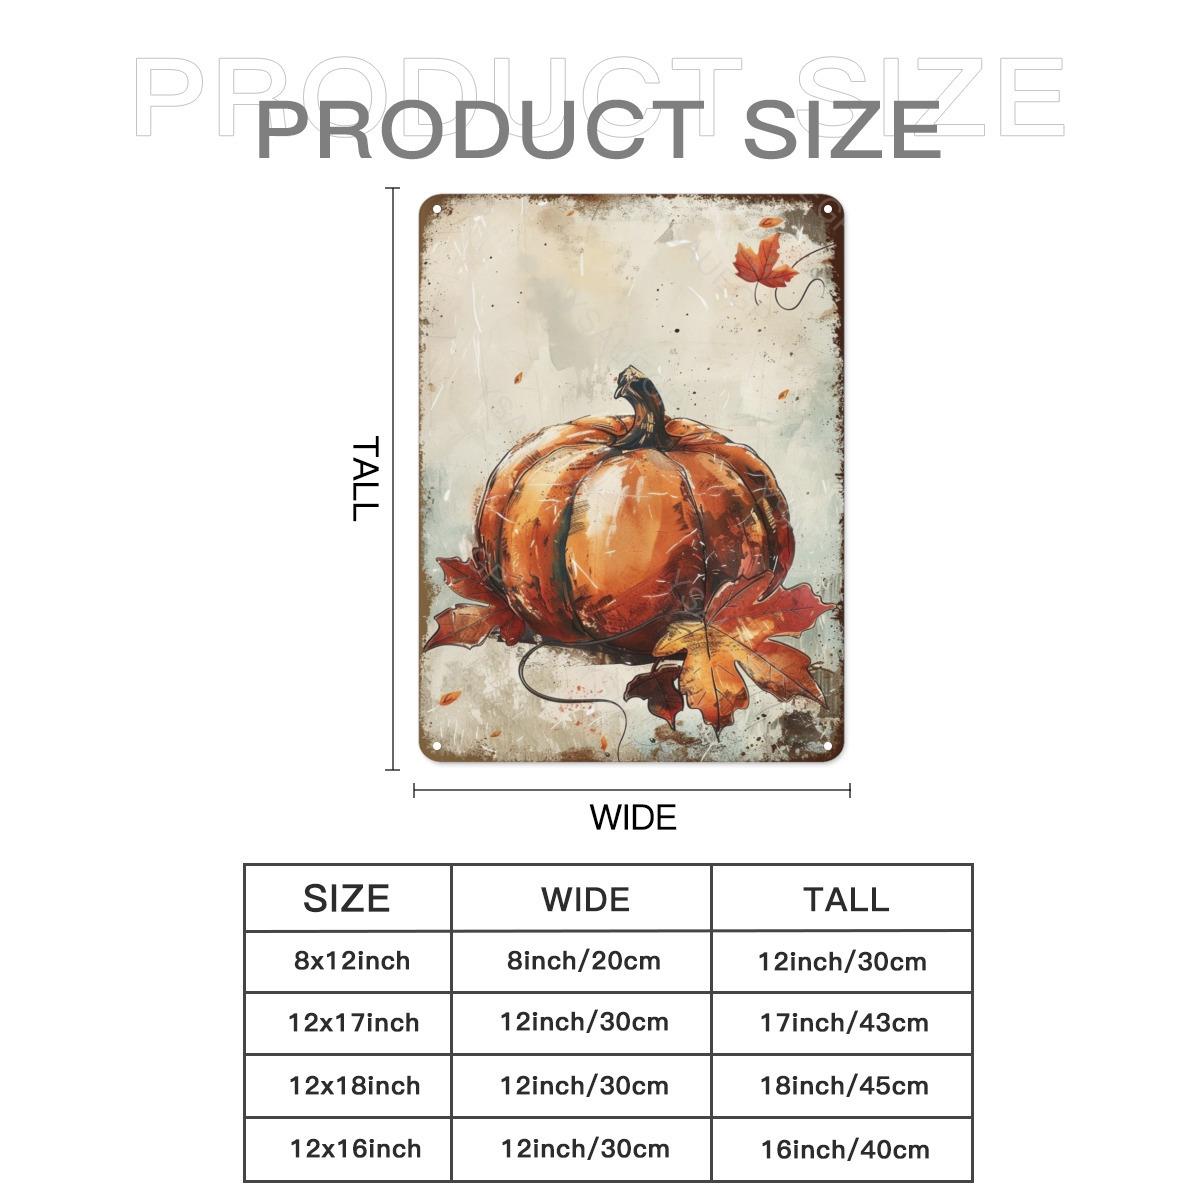 PRODUCT SIZE
PRODUCT SIZE
TALL
WIDE
SIZE WIDE TALL
8x12inch 8inch/20cm 12inch/30cm
12x17inch 12inch/30cm 17inch/43cm
12x18inch 12inch/30cm 18inch/45cm
12x16inch 12inch/30cm 16inch/40cm